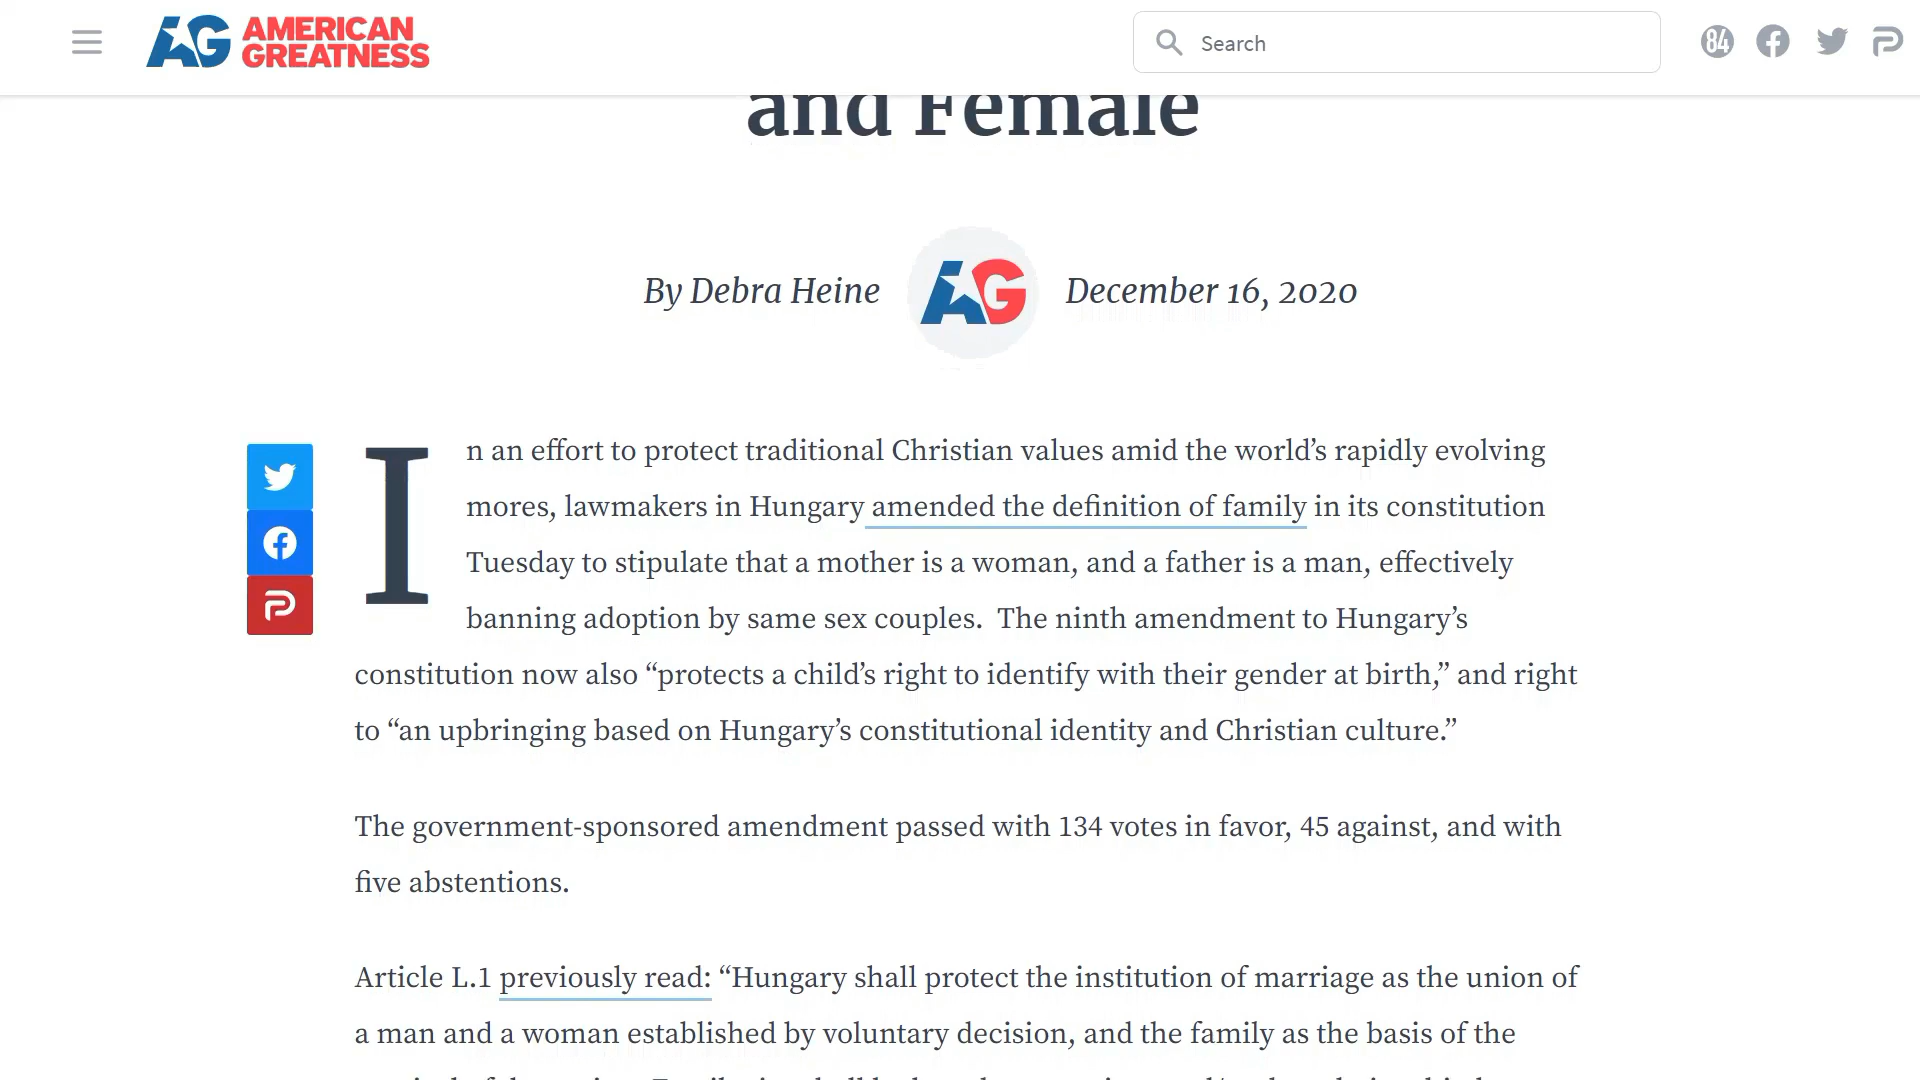 AG AMERICAN
GREATNESS
Search
84
and Female
By Debra Heine
AG
December 16, 2020
In an effort to protect traditional Christian values amid the world’s rapidly evolving
mores, lawmakers in Hungary amended the definition of family in its constitution
Tuesday to stipulate that a mother is a woman, and a father is a man, effectively
banning adoption by same sex couples.  The ninth amendment to Hungary’s
constitution now also “protects a child’s right to identify with their gender at birth,” and right
to “an upbringing based on Hungary’s constitutional identity and Christian culture.”
The government-sponsored amendment passed with 134 votes in favor, 45 against, and with
five abstentions.
Article L.1 previously read: “Hungary shall protect the institution of marriage as the union of
a man and a woman established by voluntary decision, and the family as the basis of the